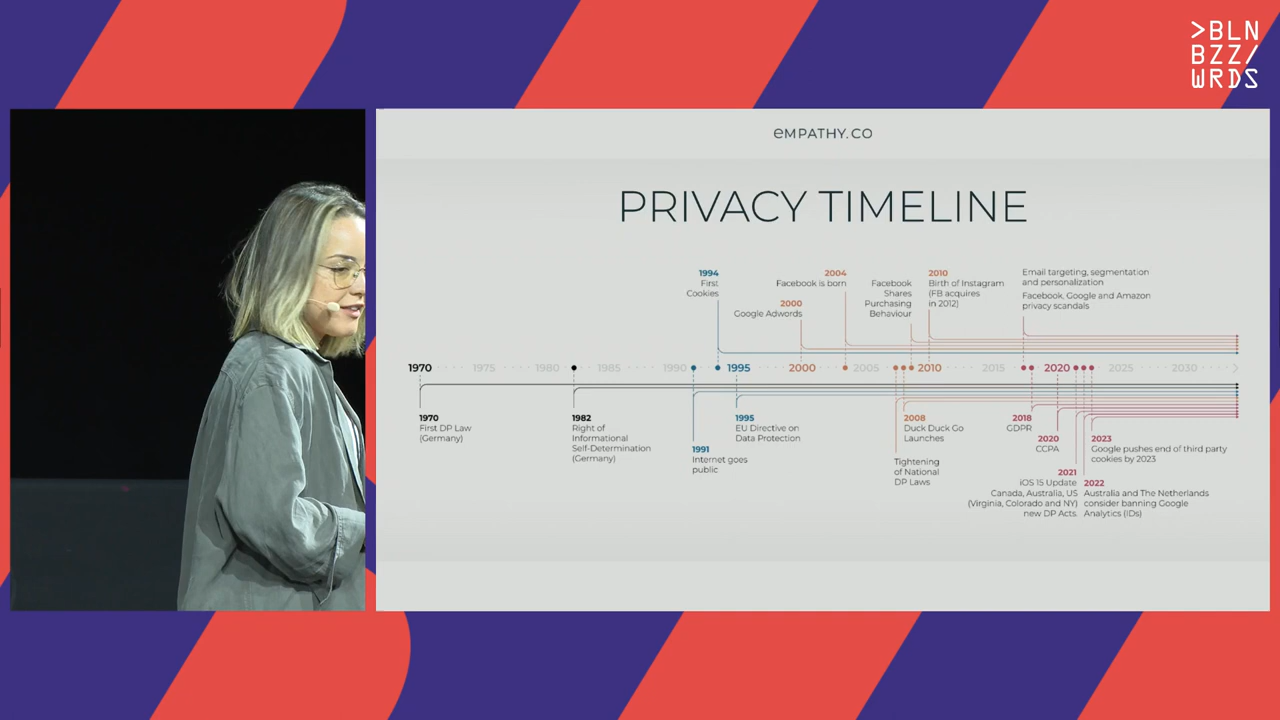 >BLN
BZZ/
WRDS
eMPATHY.CO
PRIVACY TIMELINE
1994
First
Cookies
2000
Google Adwords
2004
Facebook is born
Facebook
Shares
Purchasing
Behaviour
2010
Birth of Instagram
(FB acquires
in 2012)
Email targeting, segmentation
and personalization
Facebook, Google and Amazon
privacy scandals
1970 1975 1980 1985 1990 1995 2000 2005 2010 2015 2020 2025 2030
1970
First DP Law
(Germany)
1982
Right of
Informational
Self-Determination
(Germany)
1991
Internet goes
public
1995
EU Directive on
Data Protection
Tightening
of National
DP Laws
2008
Duck Duck Go
Launches
2018
GDPR
2020
CCPA
2021
iOS 15 Update
Canada, Australia, US
(Virginia, Colorado and NY)
new DP Acts
2022
Australia and The Netherlands
consider banning Google
Analytics (IDs)
2023
Google pushes end of third party
cookies by 2023